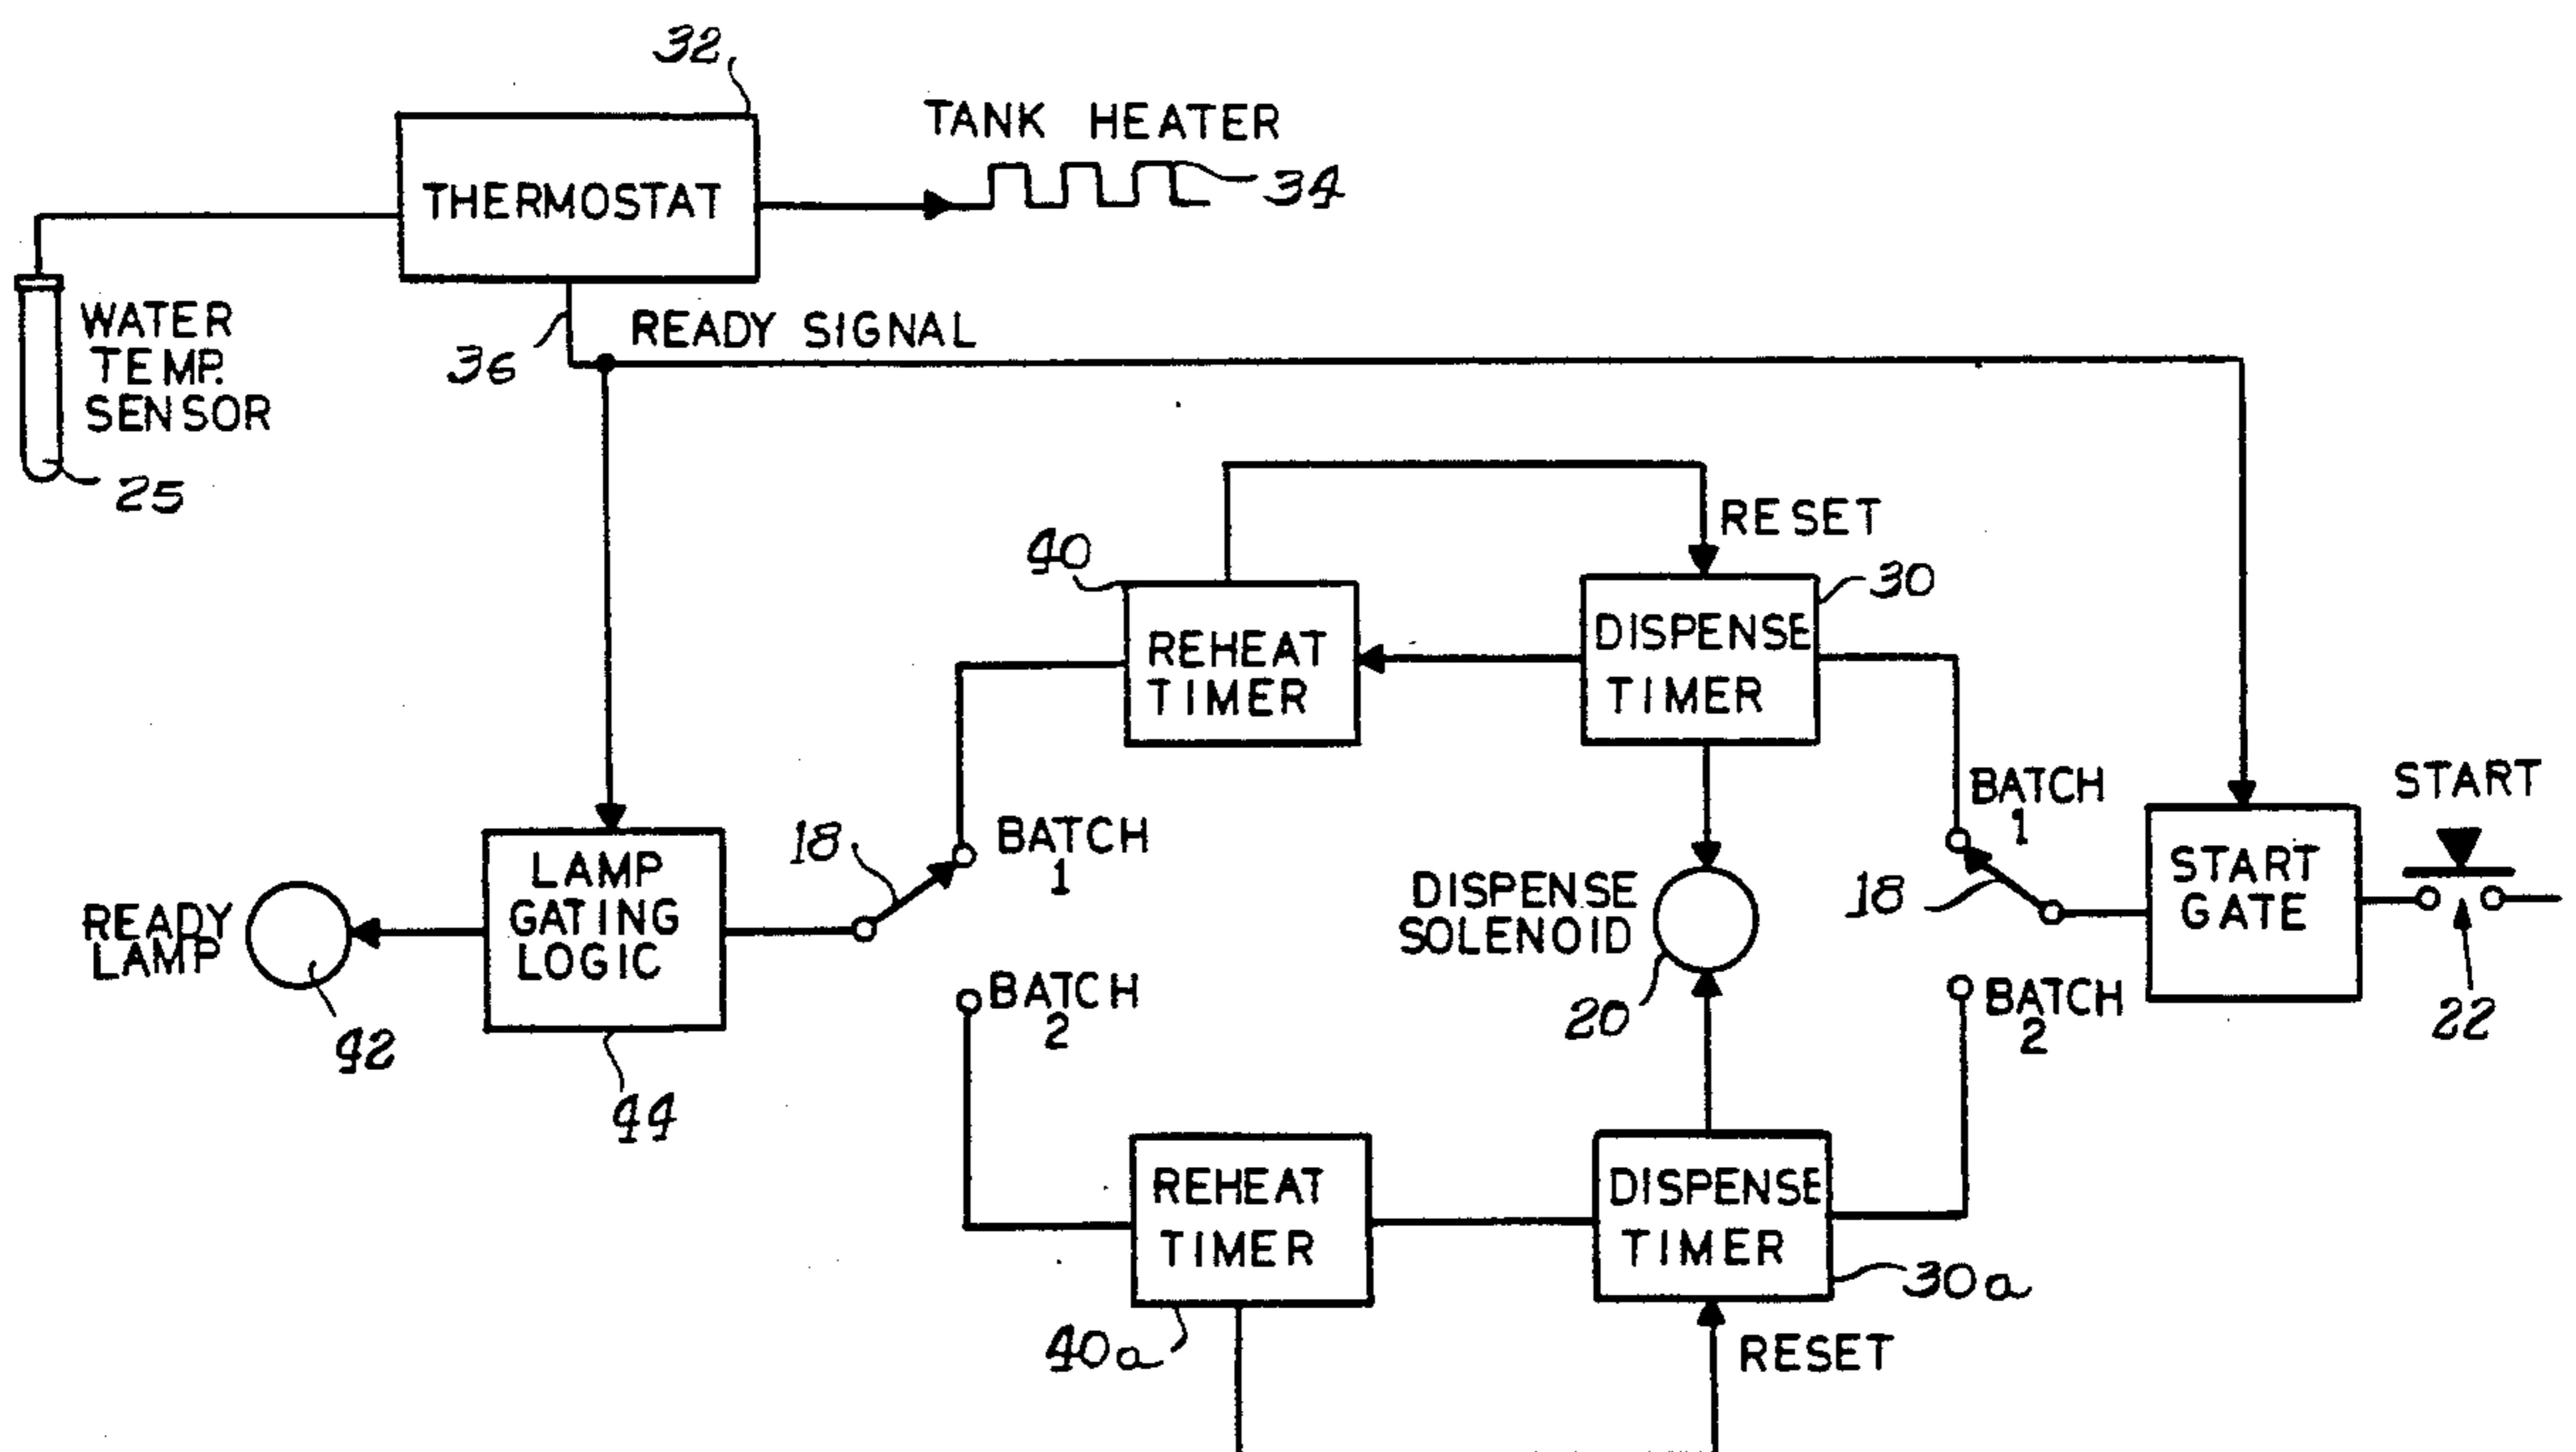 32
TANK HEATER
THERMOSTAT
34
WATER
TEMP.
SENSOR
25
36
READY SIGNAL
RESET
40
30
REHEAT
TIMER
DISPENSE
TIMER
BATCH
1
START
18
BATCH
1
LAMP
GATING
LOGIC
READY
LAMP
42
44
BATCH
2
DISPENSE
SOLENOID
20
18
START
GATE
22
BATCH
2
REHEAT
TIMER
40a
DISPENSE
TIMER
30a
RESET